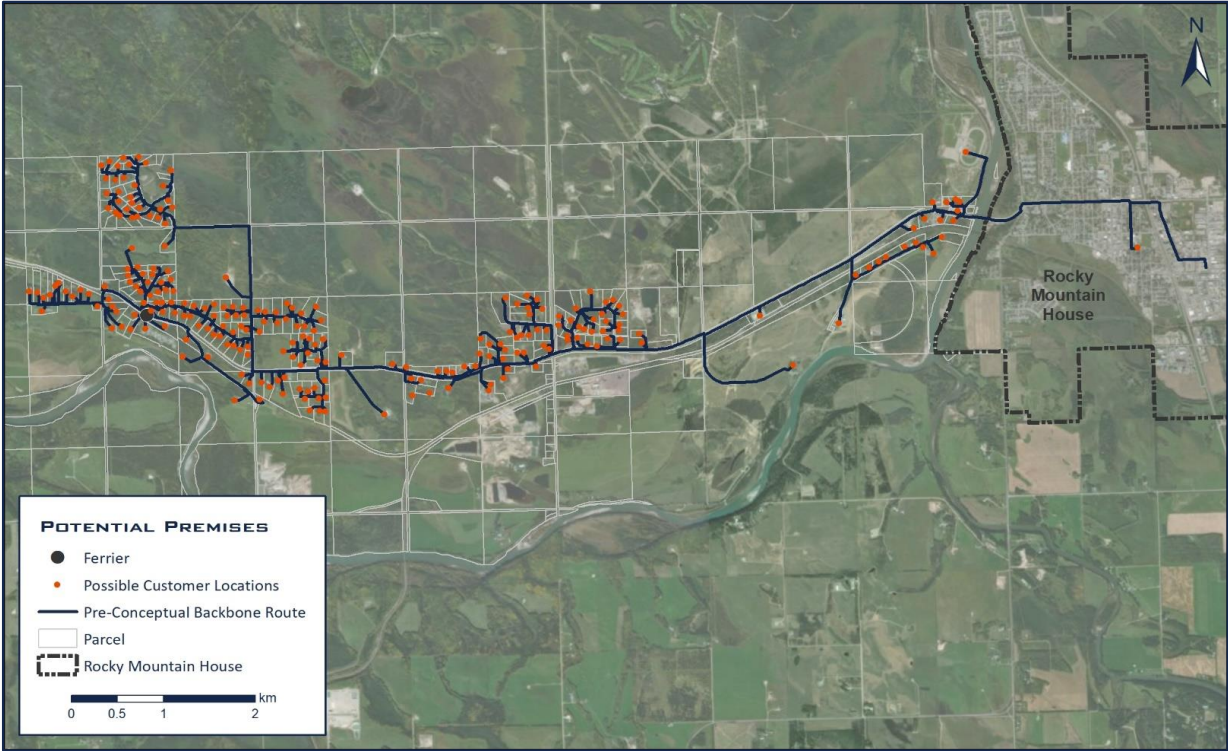 N
Rocky
Mountain
House
POTENTIAL PREMISES
Ferrier
Possible Customer Locations
Pre-Conceptual Backbone Route
Parcel
Rocky Mountain House
km
0 0.5 1 2